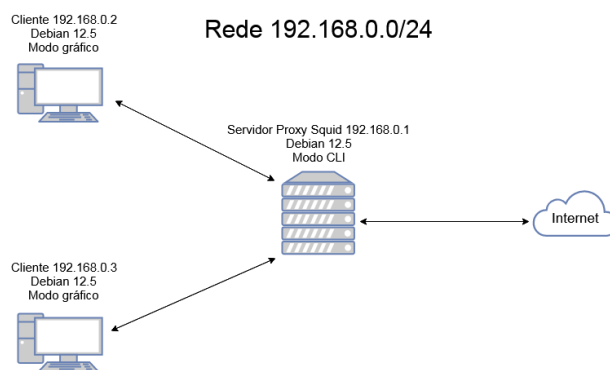 Rede 192.168.0.0/24
Cliente 192.168.0.2
Debian 12.5
Modo gráfico
Servidor Proxy Squid 192.168.0.1
Debian 12.5
Modo CLI
Internet
Cliente 192.168.0.3
Debian 12.5
Modo gráfico